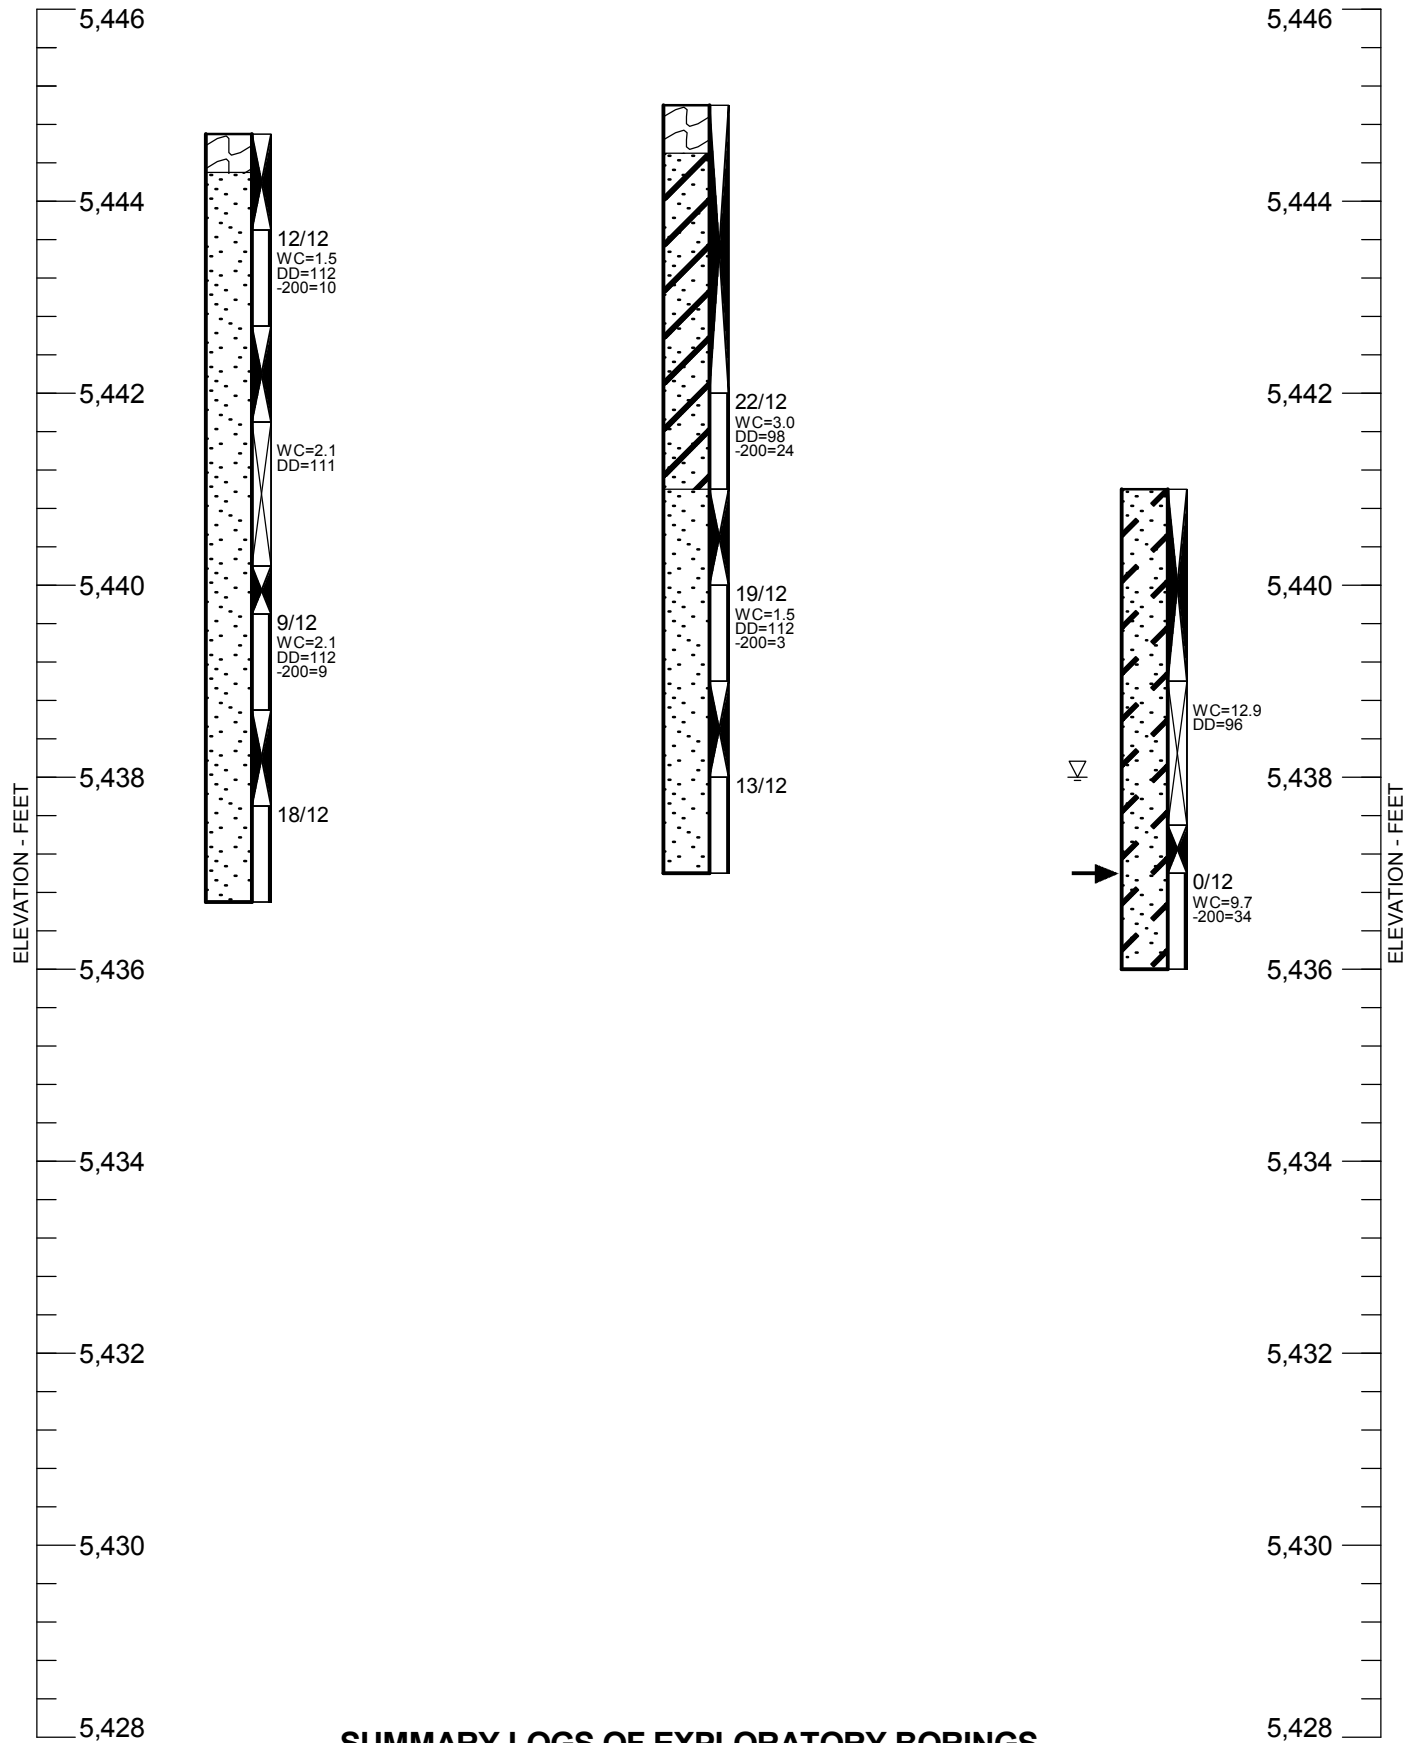 5,446
5,446
5,444
5,444
12/12
WC=1.5
DD=112
-200=10
5,442
5,442
22/12
WC=3.0
DD=98
-200=24
WC=2.1
DD=111
5,440
5,440
19/12
WC=1.5
DD=112
-200=3
9/12
WC=2.1
DD=112
-200=9
WC=12.9
DD=96
5,438
5,438
13/12
18/12
ELEVATION - FEET
ELEVATION - FEET
0/12
WC=9.7
-200=34
5,436
5,436
5,434
5,434
5,432
5,432
5,430
5,430
5,428
5,428
SUMMARY LOGS OF EXPLORATORY BORINGS